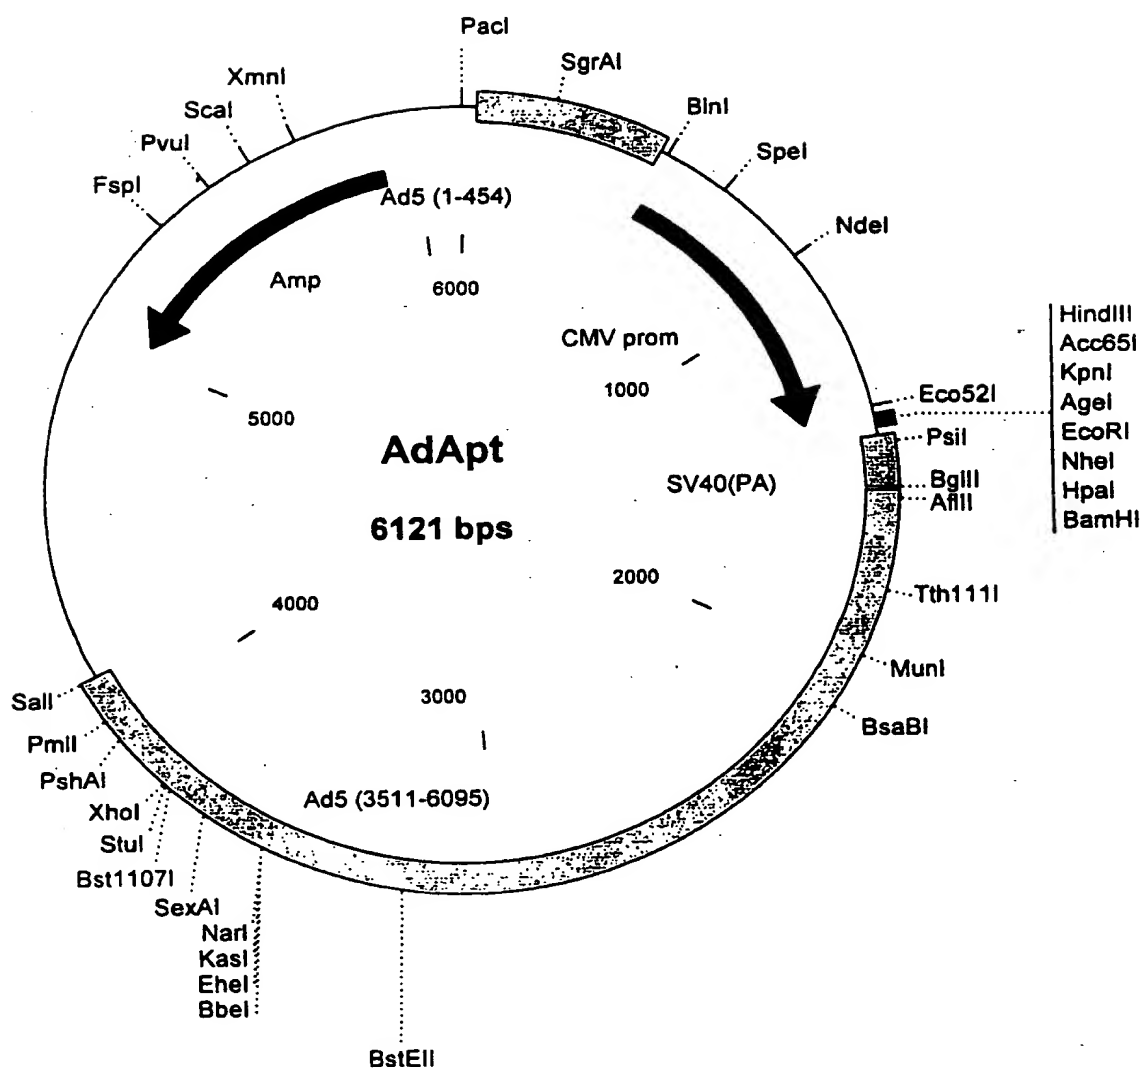 PacI
SgrAI
XmnI
BlnI
ScaI
PvuI
SpeI
FspI
Ad5 (1-454)
NdeI
Amp
6000
HindIII
CMV prom
Acc65I
KpnI
1000
Eco52I
AgeI
5000
EcoRI
PsiI
AdApt
NheI
SV40(PA)
BglII
HpaI
AflII
BamHI
6121 bps
2000
Tth111I
4000
MunI
SalI
3000
BsaBI
PmlI
PshAI
Ad5 (3511-6095)
XhoI
StuI
Bst1107I
SexAI
NarI
KasI
EheI
BbeI
BstEII